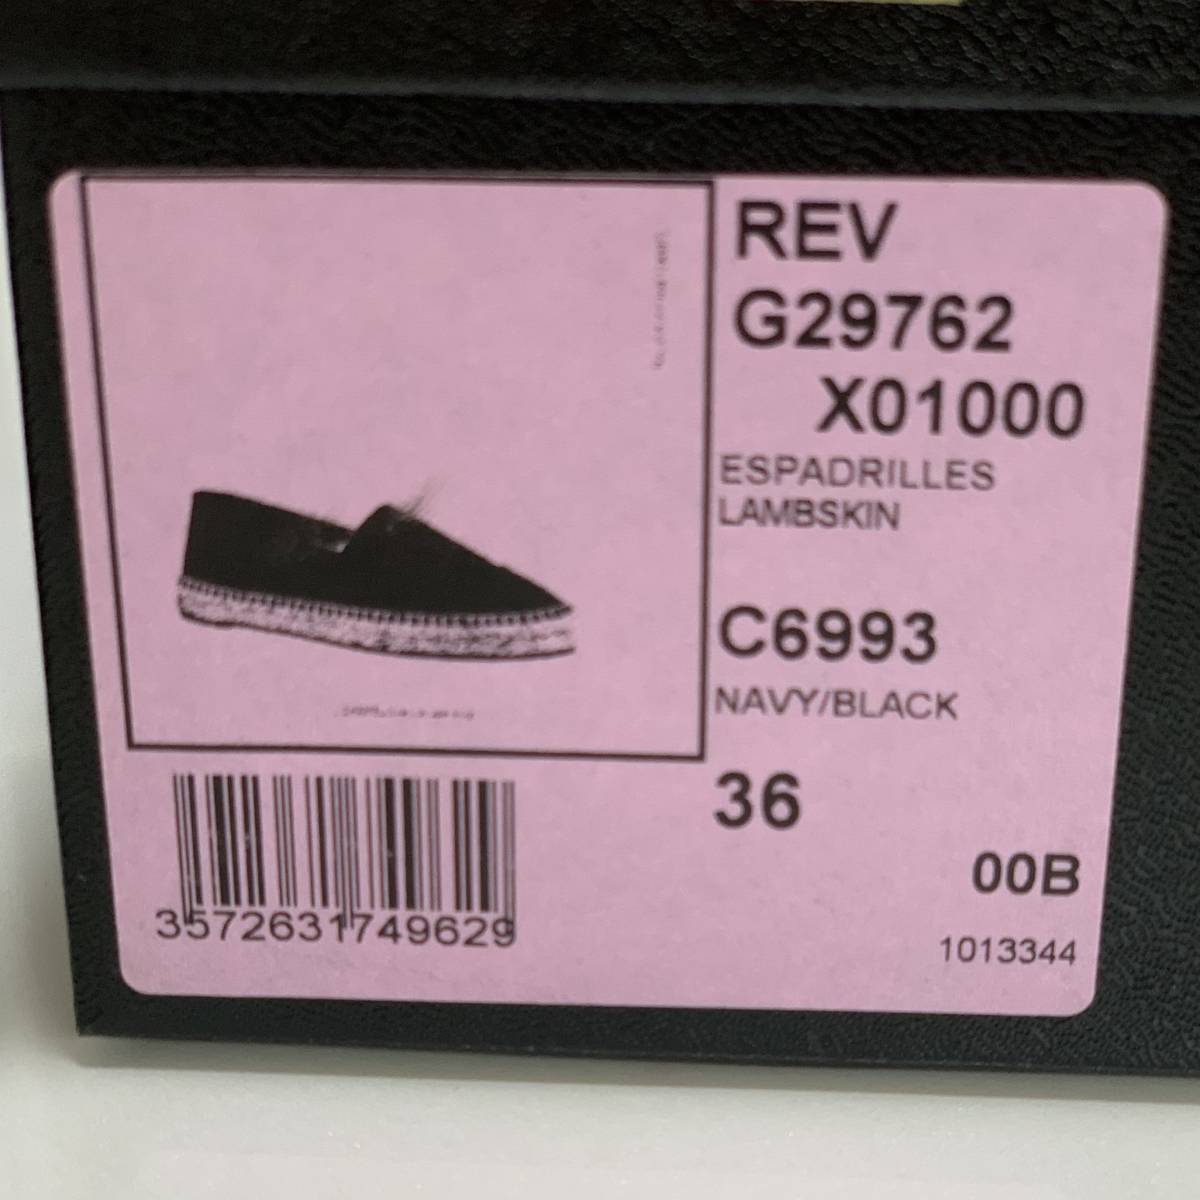 REV
G29762
X01000
ESPADRILLES
LAMBSKIN
C6993
NAVY/BLACK
36
00B
1013344
3572631749629